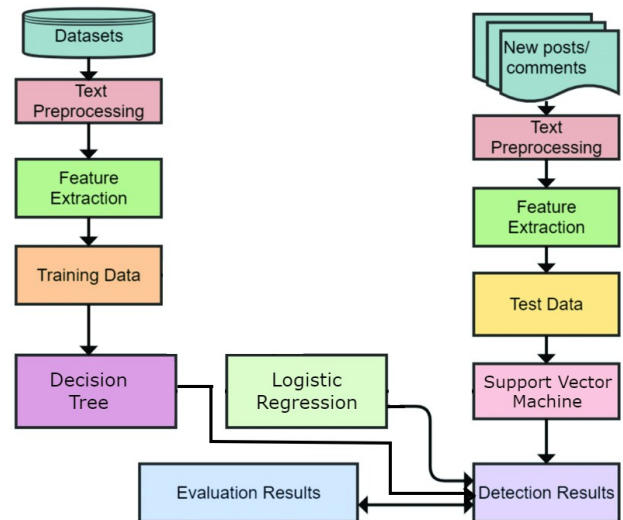 Datasets
Text
Preprocessing
Feature
Extraction
Training Data
Decision
Tree
Logistic
Regression
New posts/
comments
Text
Preprocessing
Feature
Extraction
Test Data
Support Vector
Machine
Evaluation Results
Detection Results